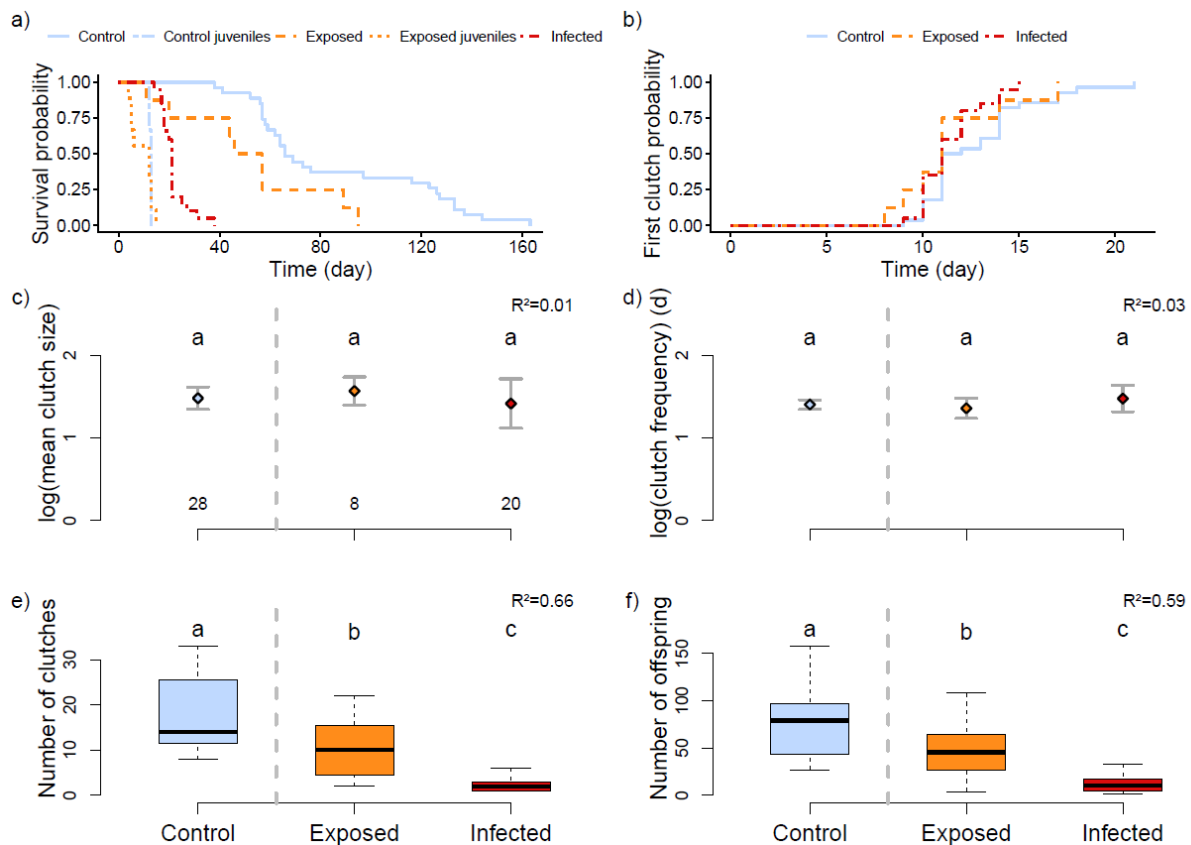 a)
Control Control juveniles Exposed Exposed juveniles Infected
Survival probability
1.00
0.75
0.50
0.25
0.00
0 40 80 120 160
Time (day)
b)
Control Exposed Infected
First clutch probability
1.00
0.75
0.50
0.25
0.00
0 5 10 15 20
Time (day)
c)
R²=0.01
log(mean clutch size)
a a a
2
1
0
28 8 20
d)
R²=0.03
log(clutch frequency) (d)
a a a
2
1
0
e)
R²=0.66
Number of clutches
a b c
30
20
10
0
Control Exposed Infected
f)
R²=0.59
Number of offspring
a b c
150
100
50
0
Control Exposed Infected